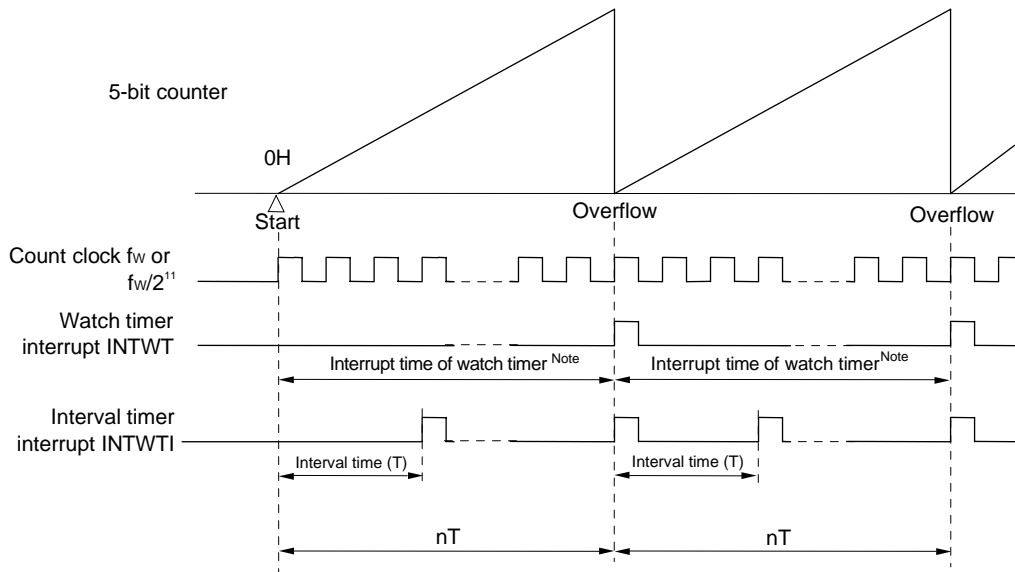 5-bit counter
0H
Start
Overflow
Overflow
Count clock fW or
fW/2¹¹
Watch timer
interrupt INTWT
Interrupt time of watch timer Note
Interrupt time of watch timer Note
Interval timer
interrupt INTWTI
Interval time (T)
Interval time (T)
nT
nT